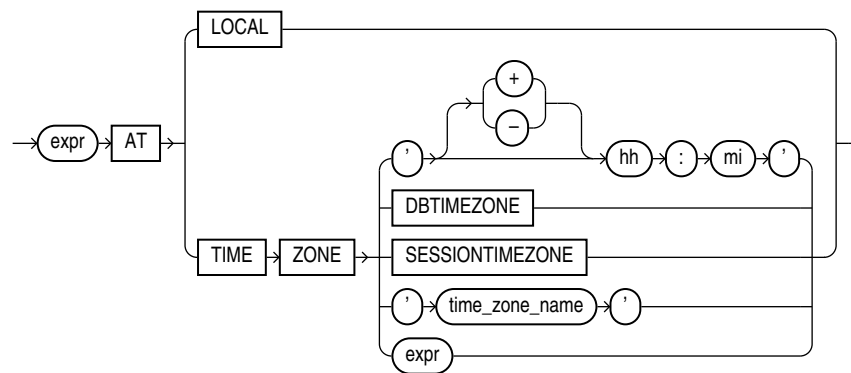 LOCAL
+
expr AT
−
' hh : mi '
DBTIMEZONE
TIME ZONE SESSIONTIMEZONE
' time_zone_name '
expr